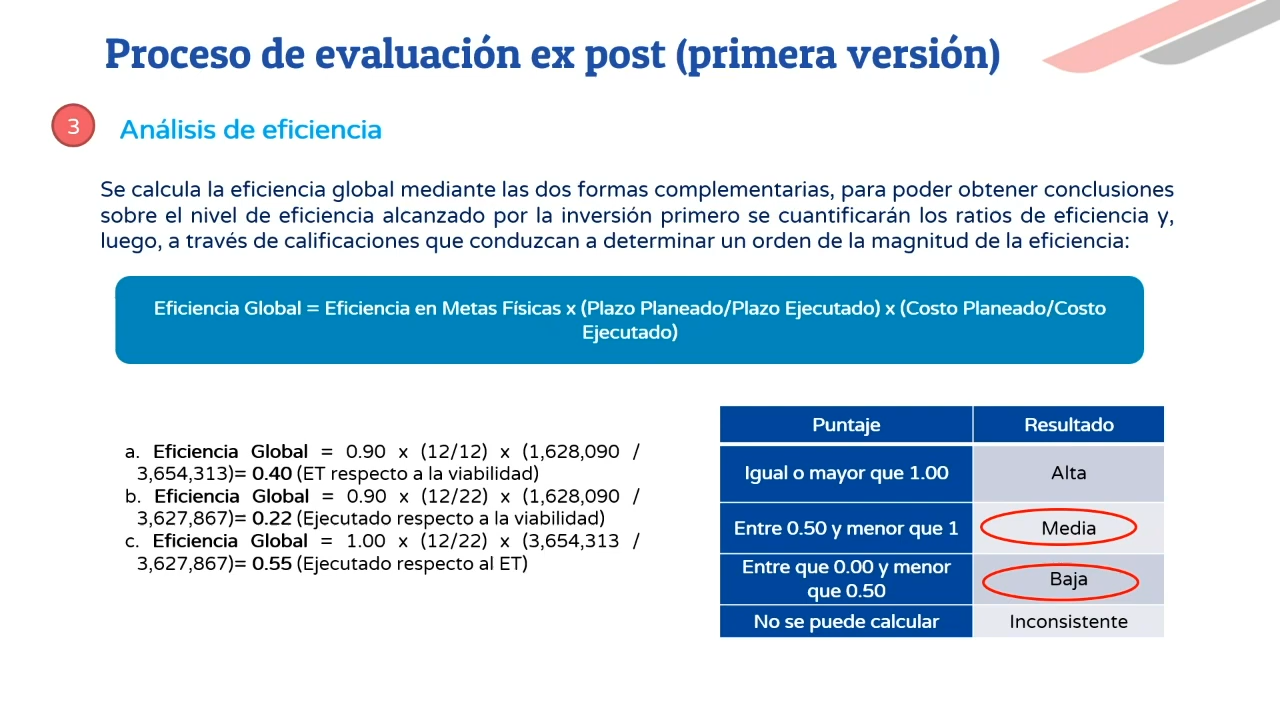 Proceso de evaluación ex post (primera versión)
3
Análisis de eficiencia
Se calcula la eficiencia global mediante las dos formas complementarias, para poder obtener conclusiones
sobre el nivel de eficiencia alcanzado por la inversión primero se cuantificarán los ratios de eficiencia y,
luego, a través de calificaciones que conduzcan a determinar un orden de la magnitud de la eficiencia:
Eficiencia Global = Eficiencia en Metas Físicas x (Plazo Planeado/Plazo Ejecutado) x (Costo Planeado/Costo
Ejecutado)
a. Eficiencia Global = 0.90 x (12/12) x (1,628,090 /
3,654,313)= 0.40 (ET respecto a la viabilidad)
b. Eficiencia Global = 0.90 x (12/22) x (1,628,090 /
3,627,867)= 0.22 (Ejecutado respecto a la viabilidad)
c. Eficiencia Global = 1.00 x (12/22) x (3,654,313 /
3,627,867)= 0.55 (Ejecutado respecto al ET)
Puntaje Resultado
Igual o mayor que 1.00 Alta
Entre 0.50 y menor que 1 Media
Entre que 0.00 y menor
que 0.50 Baja
No se puede calcular Inconsistente